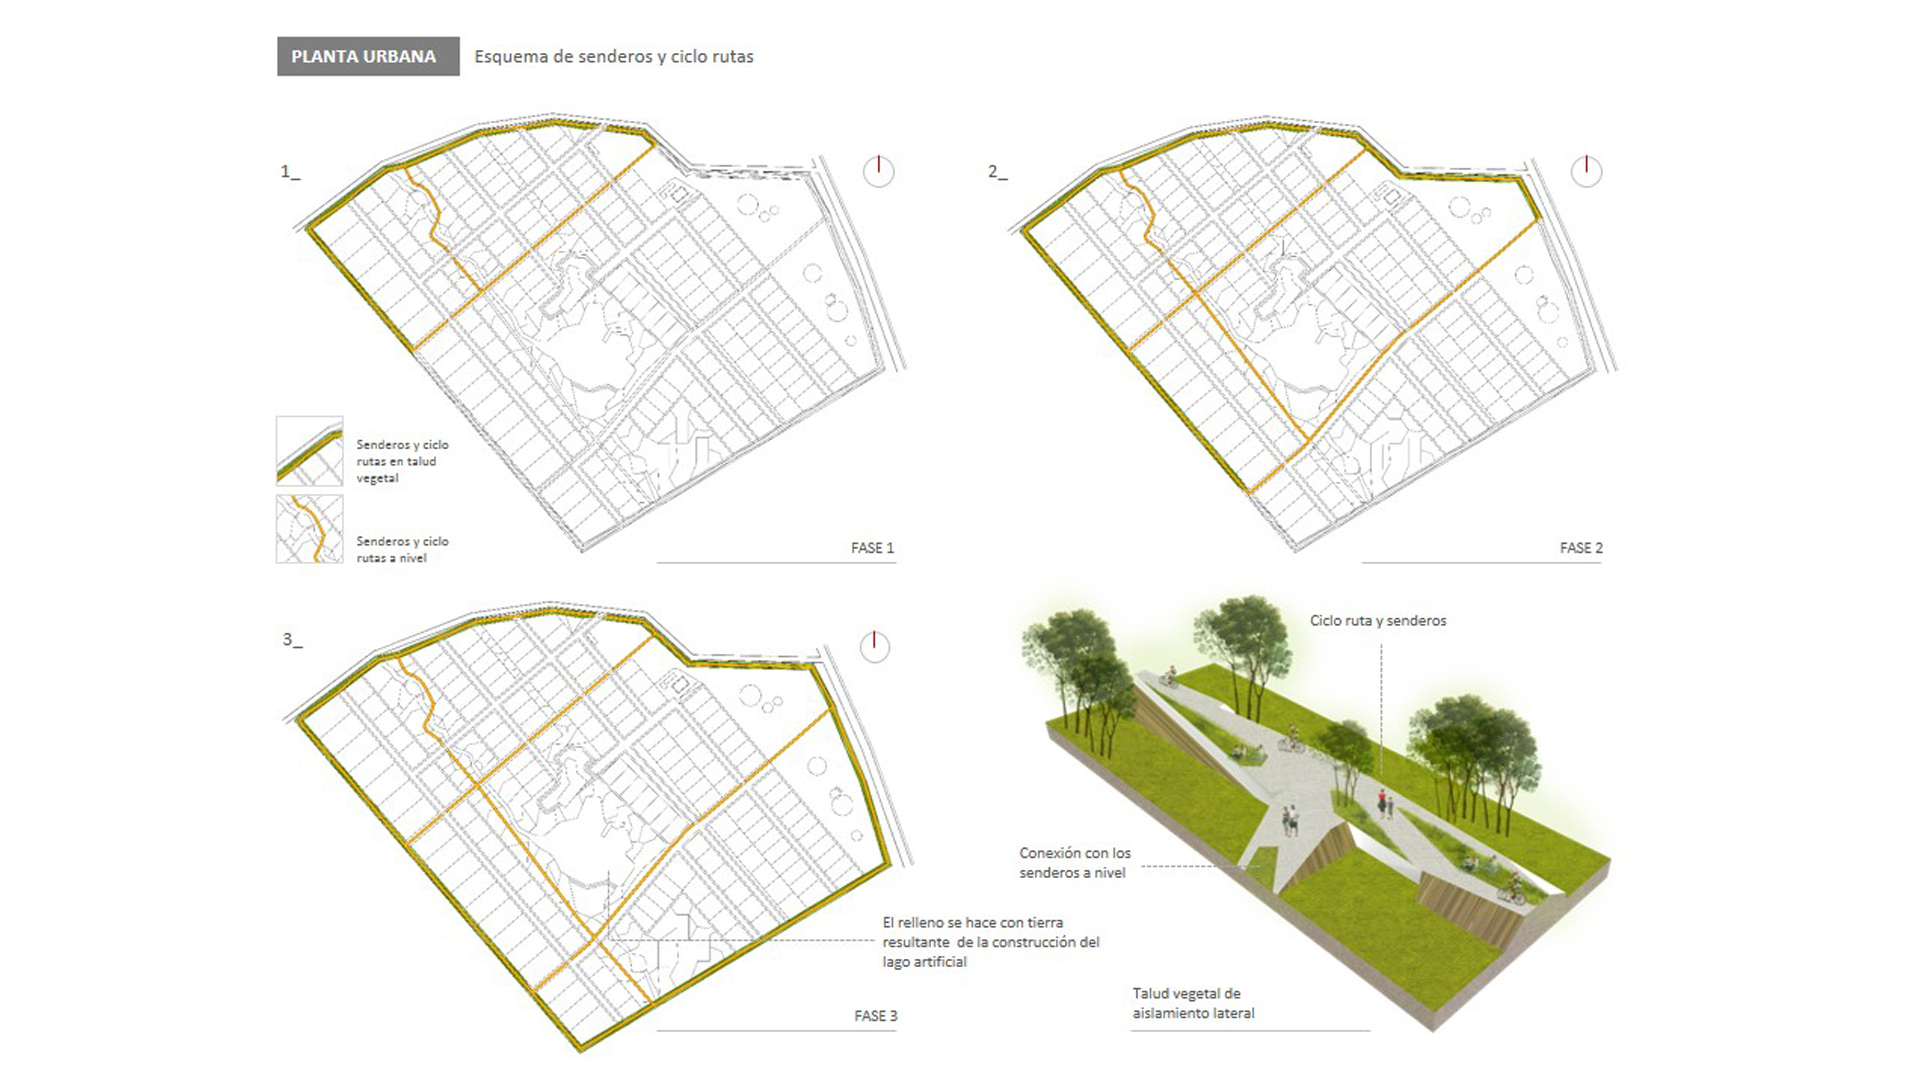 PLANTA URBANA Esquema de senderos y ciclo rutas
1_
2_
Senderos y ciclo
rutas en talud
vegetal
Senderos y ciclo
rutas a nivel
FASE 1
FASE 2
3_
Ciclo ruta y senderos
Conexión con los
senderos a nivel
El relleno se hace con tierra
resultante de la construcción del
lago artificial
FASE 3
Talud vegetal de
aislamiento lateral